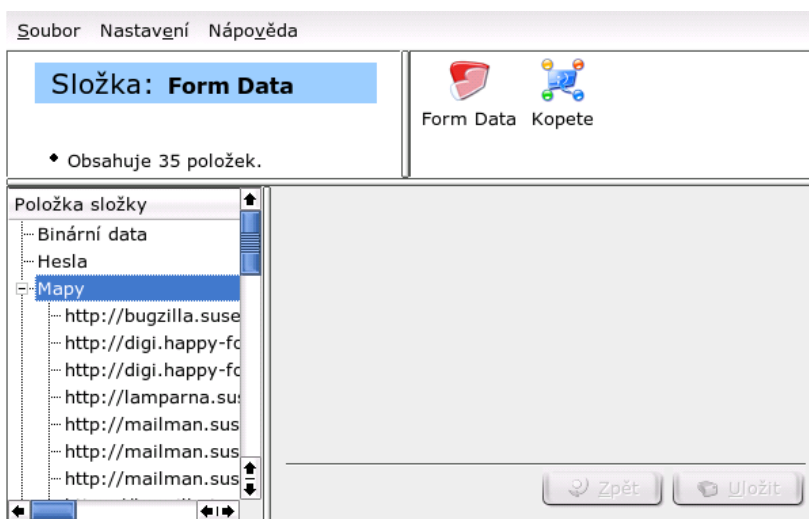 Soubor Nastavení Nápověda
Složka: Form Data
Obsahuje 35 položek.
Form Data Kopete
Položka složky
Binární data
Hesla
Mapy
http://bugzilla.suse
http://digi.happy-fo
http://digi.happy-fo
http://lamparna.sus
http://mailman.sus
http://mailman.sus
http://mailman.sus
Zpět Uložit